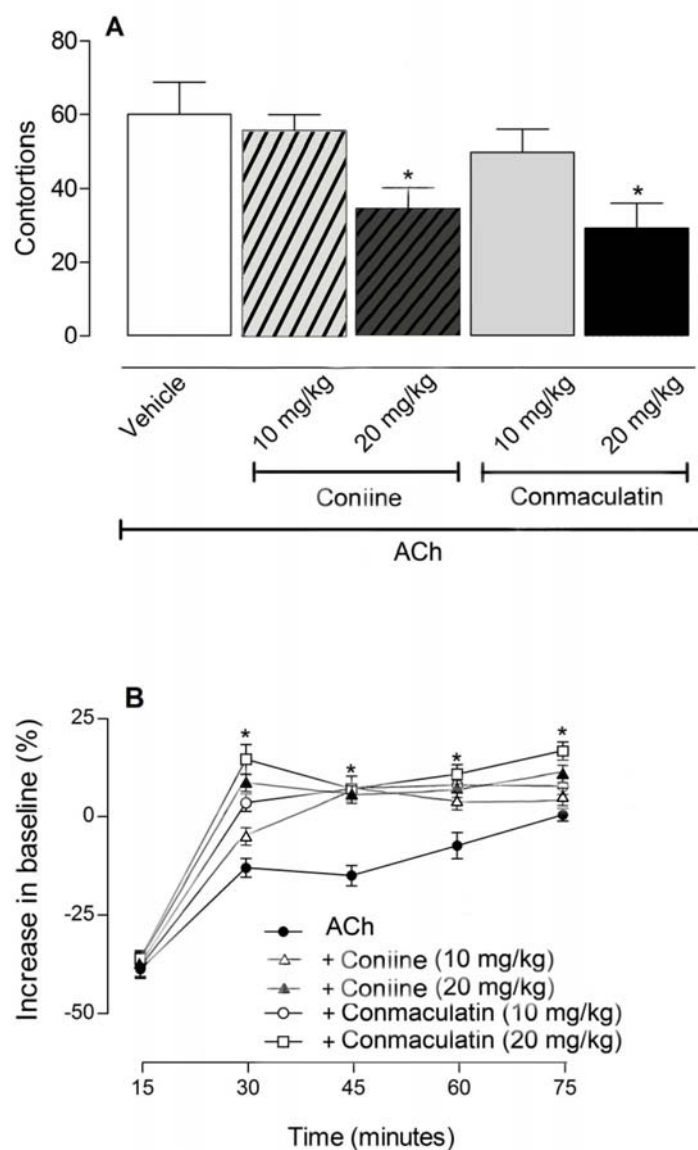 A
80
60
40
20
0
Contortions
* *
Vehicle 10 mg/kg 20 mg/kg 10 mg/kg 20 mg/kg
Coniine Conmaculatin
ACh
B
25
0
-25
-50
Increase in baseline (%)
* * * *
ACh
+ Coniine (10 mg/kg)
+ Coniine (20 mg/kg)
+ Conmaculatin (10 mg/kg)
+ Conmaculatin (20 mg/kg)
15 30 45 60 75
Time (minutes)